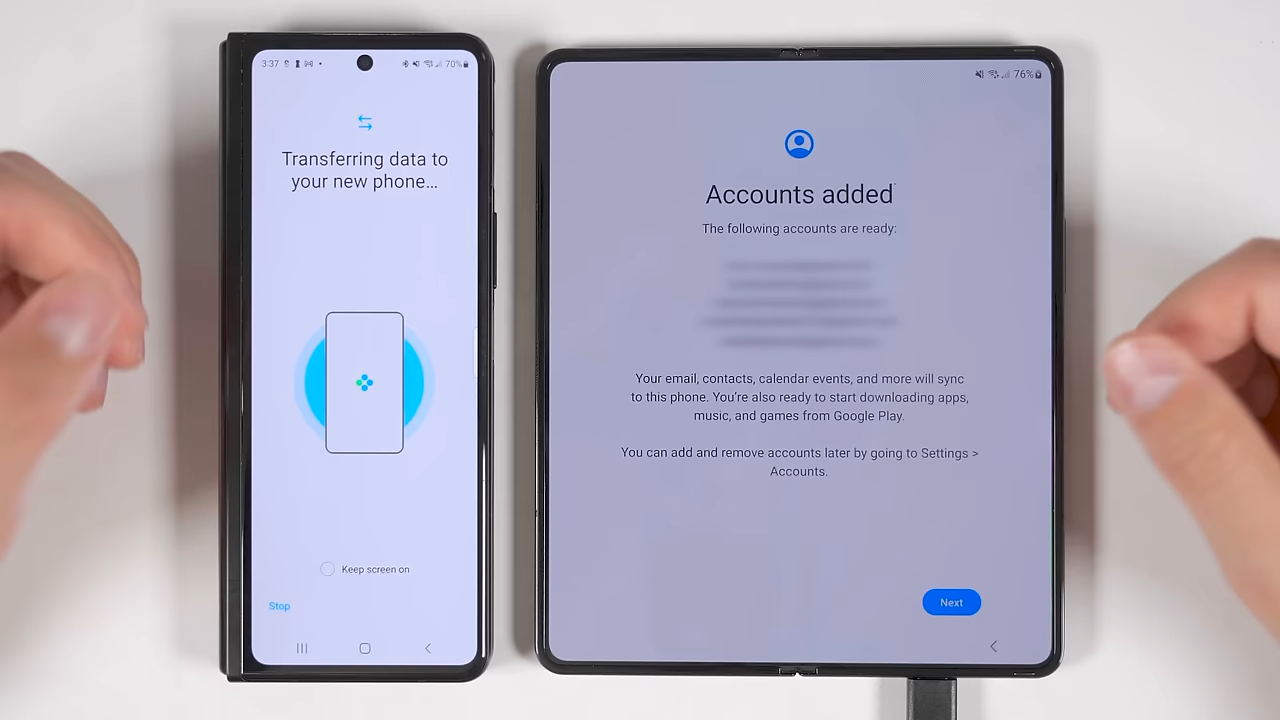 3:37
70%
Transferring data to
your new phone...
Keep screen on
Stop
76%
Accounts added
The following accounts are ready:
Your email, contacts, calendar events, and more will sync
to this phone. You're also ready to start downloading apps,
music, and games from Google Play.
You can add and remove accounts later by going to Settings >
Accounts.
Next